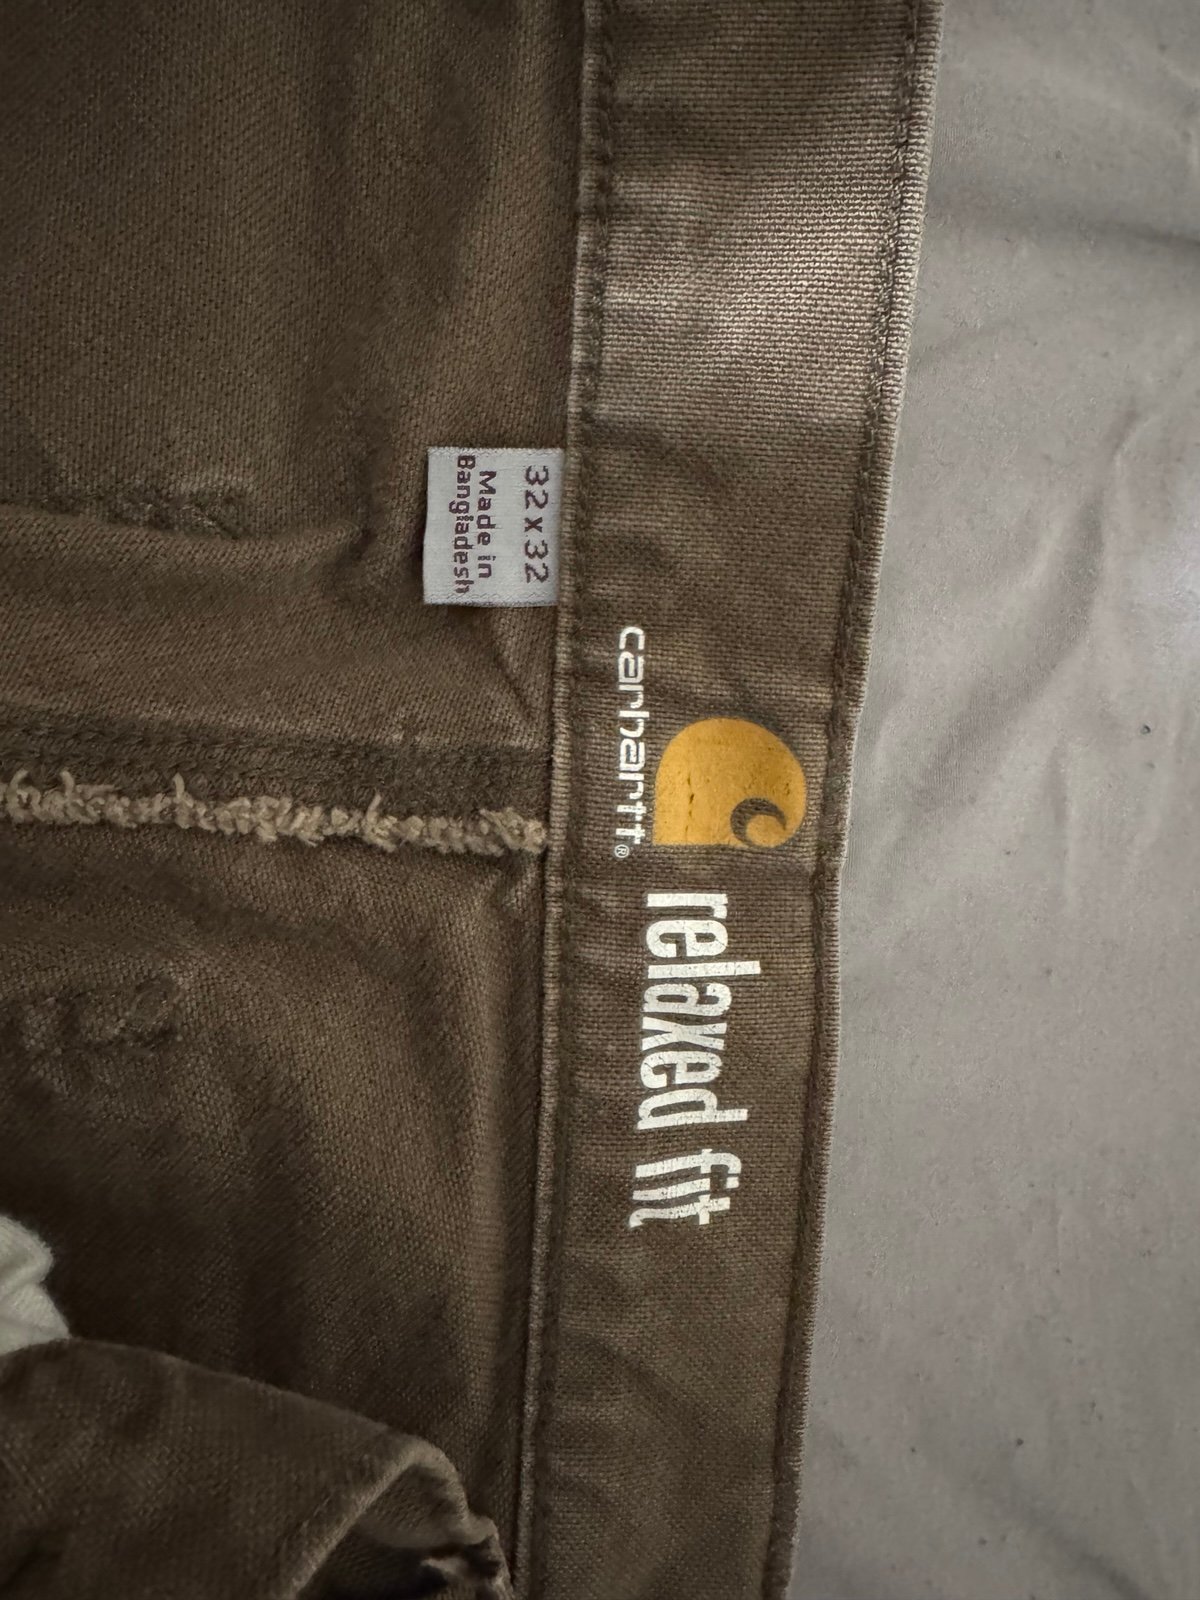 32 x 32
Made in
Bangladesh
carhartt®
relaxed fit